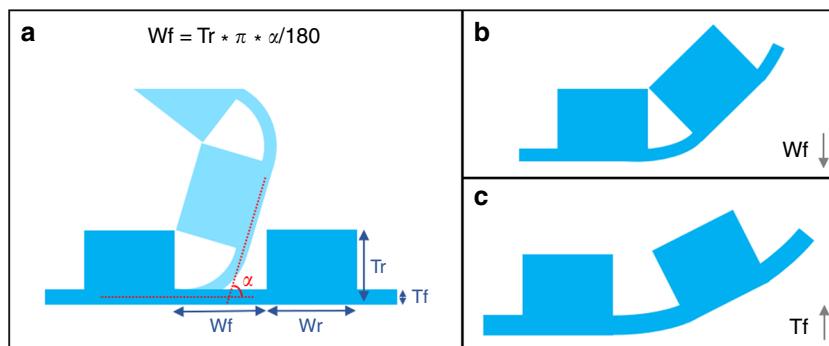 a
Wf = Tr * π * α/180
α
Tr
Tf
Wf
Wr
b
Wf
c
Tf